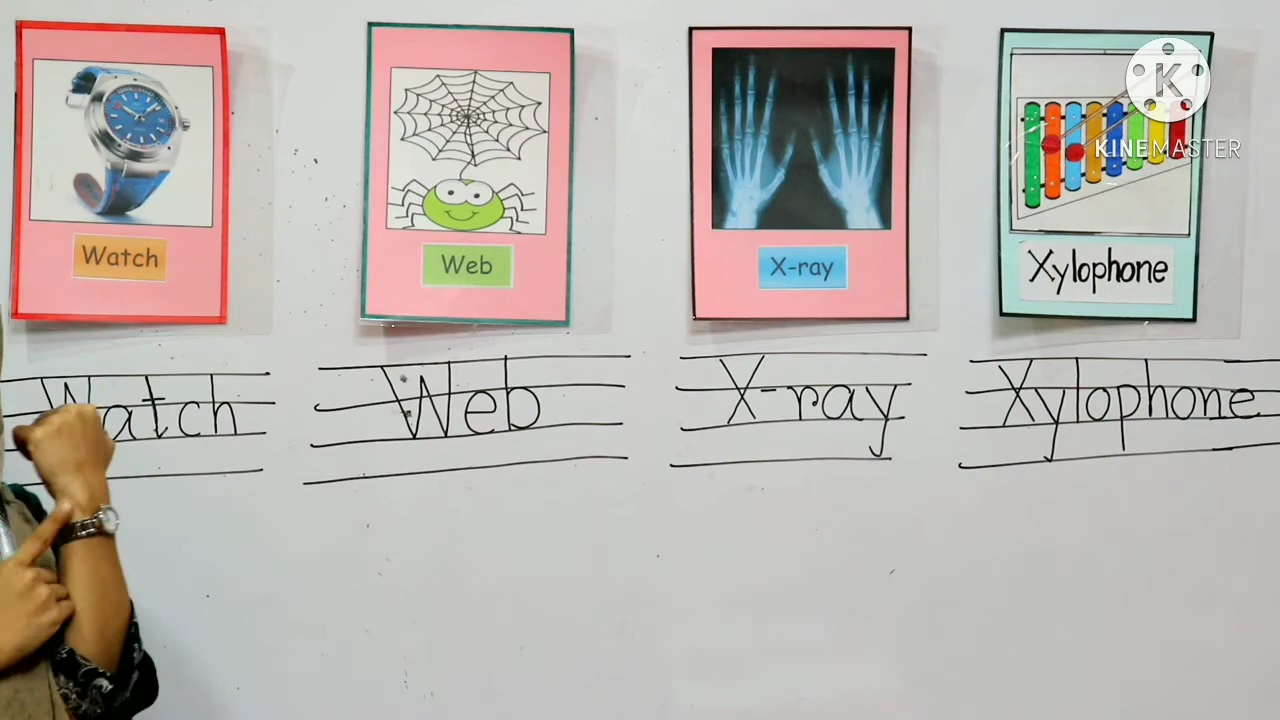 Watch
Web
X-ray
Xylophone
KINEMASTER
Watch
Web
X-ray
Xylophone